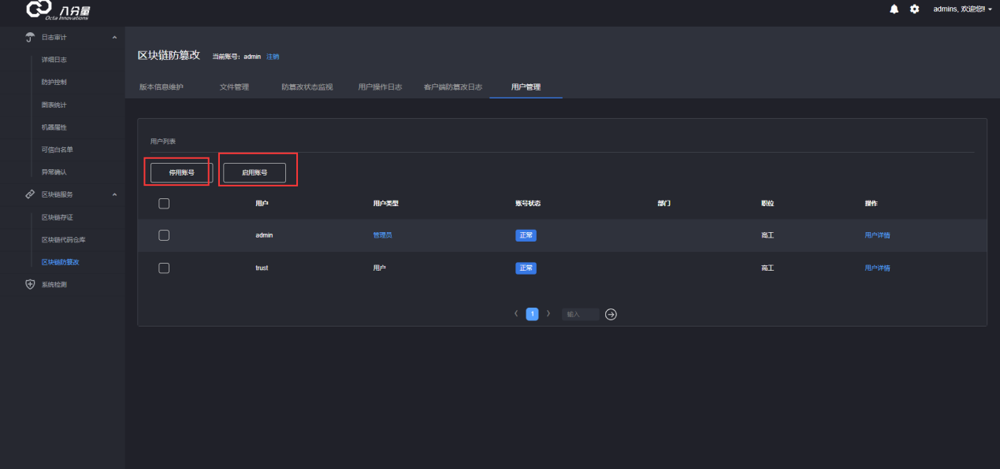 八分量
Octa Innovations
admins, 欢迎您!
日志审计
详细日志
防护控制
图表统计
机器属性
可信白名单
异常确认
区块链服务
区块链存证
区块链代码仓库
区块链防篡改
系统检测
区块链防篡改 当前账号：admin 注销
版本信息维护 文件管理 防篡改状态监视 用户操作日志 客户端防篡改日志 用户管理
用户列表
停用账号 启用账号
用户 用户类型 账号状态 部门 职位 操作
admin 管理员 正常 高工 用户详情
trust 用户 正常 高工 用户详情
1 输入